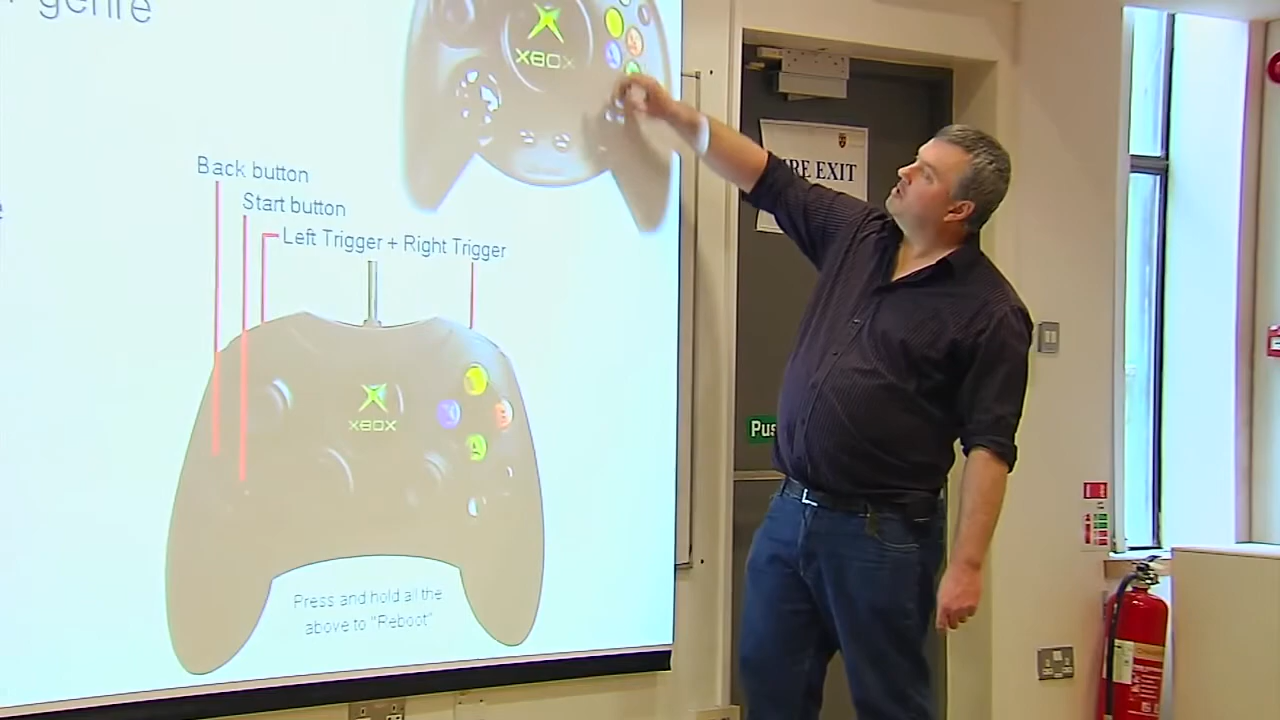 genre
XBOX
FIRE EXIT
Back button
Start button
Left Trigger + Right Trigger
XBOX
A
Press and hold all the
above to "Reboot"
Pus